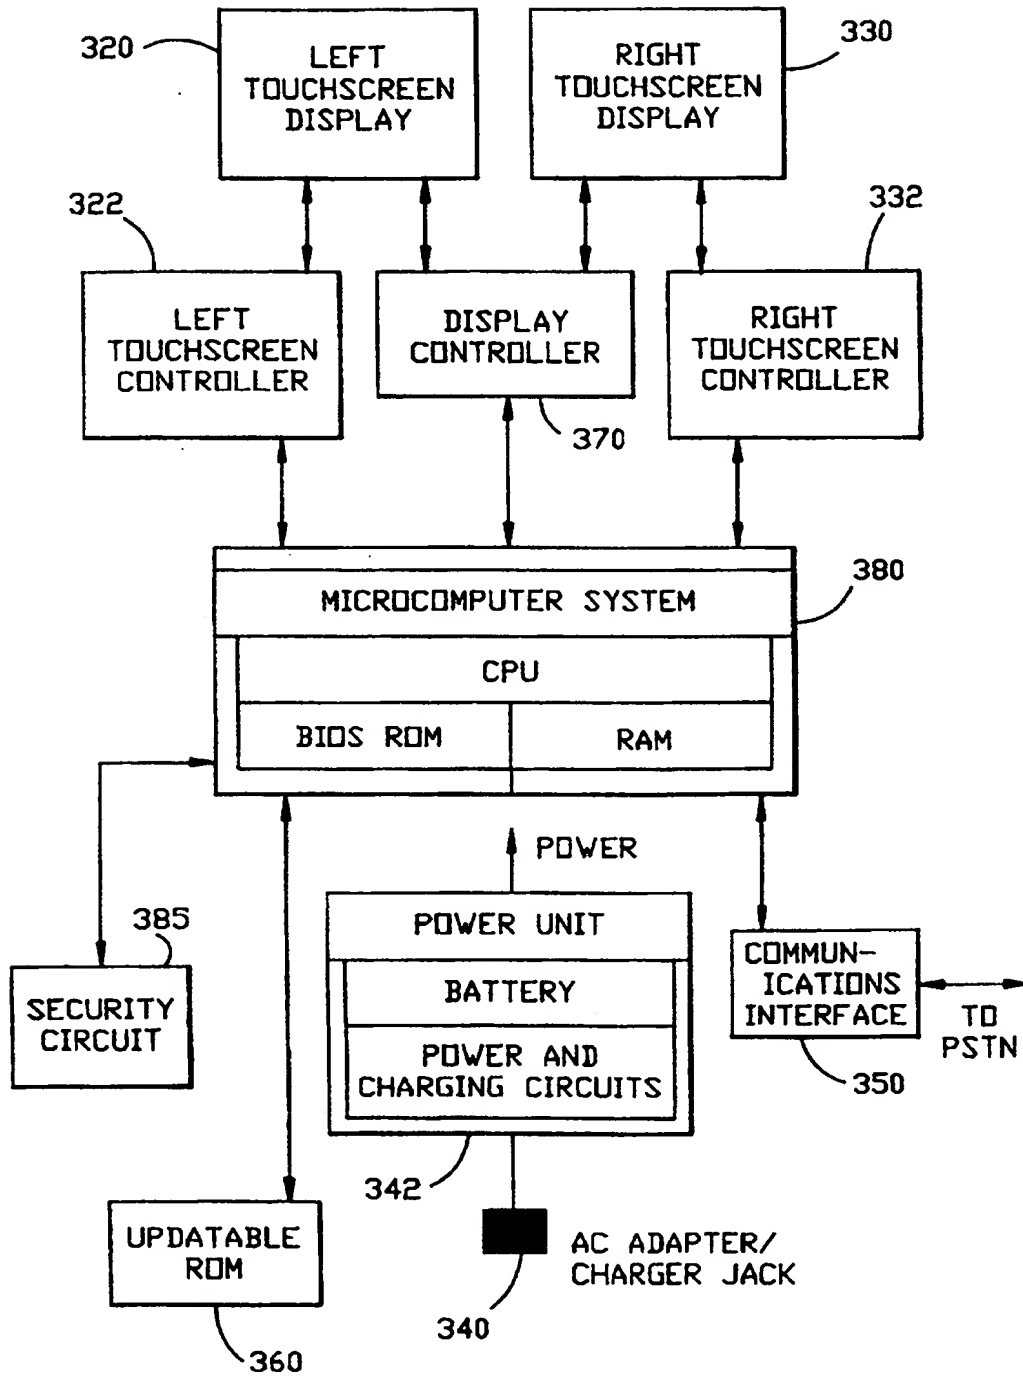 320
LEFT
TOUCHSCREEN
DISPLAY
RIGHT
TOUCHSCREEN
DISPLAY
330
322
LEFT
TOUCHSCREEN
CONTROLLER
DISPLAY
CONTROLLER
370
RIGHT
TOUCHSCREEN
CONTROLLER
332
MICROCOMPUTER SYSTEM
380
CPU
BIOS ROM
RAM
POWER
385
SECURITY
CIRCUIT
POWER UNIT
BATTERY
POWER AND
CHARGING CIRCUITS
342
COMMUN-
ICATIONS
INTERFACE
350
TO
PSTN
UPDATABLE
ROM
360
AC ADAPTER/
CHARGER JACK
340